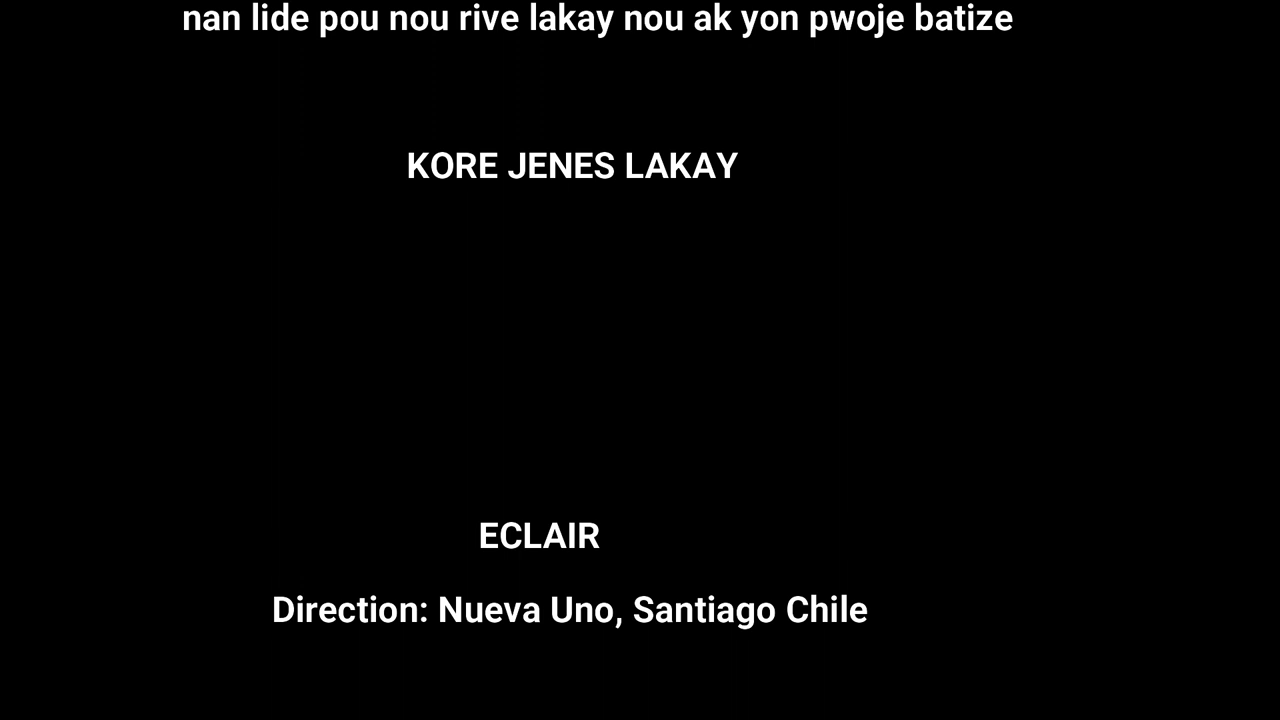 nan lide pou nou rive lakay nou ak yon pwoje batize
KORE JENES LAKAY
ECLAIR
Direction: Nueva Uno, Santiago Chile